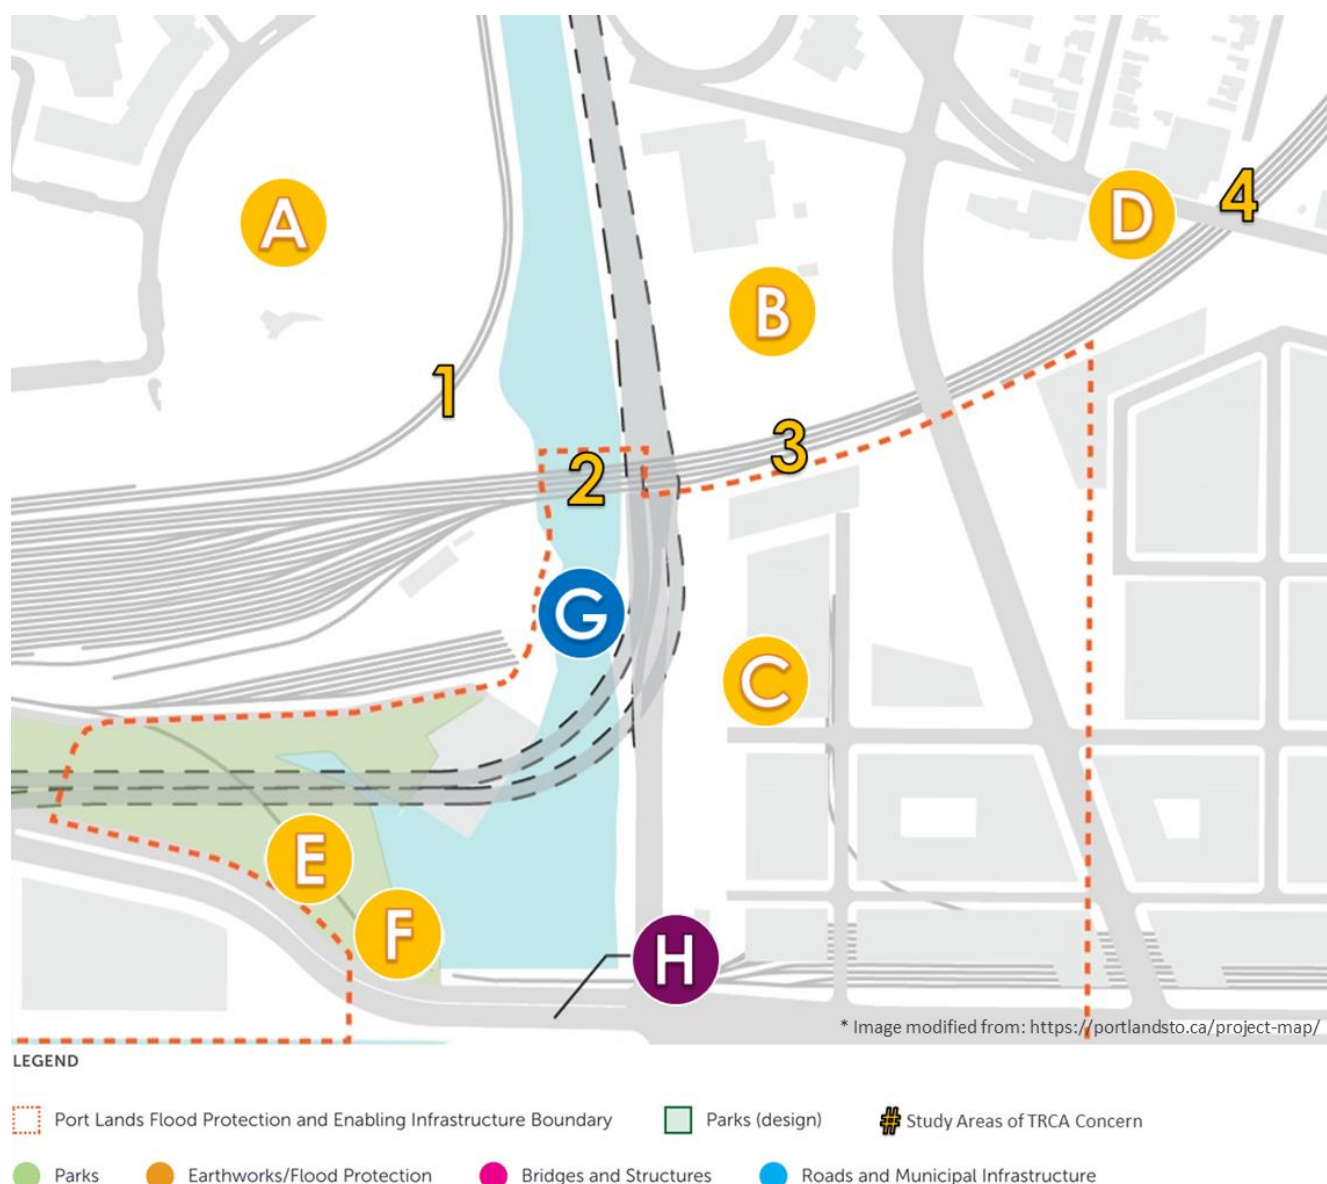 A
4
D
B
1
3
2
G
C
E
F
H
* Image modified from: https://portlandsto.ca/project-map/
LEGEND
Port Lands Flood Protection and Enabling Infrastructure Boundary
Parks (design)
# Study Areas of TRCA Concern
Parks
Earthworks/Flood Protection
Bridges and Structures
Roads and Municipal Infrastructure